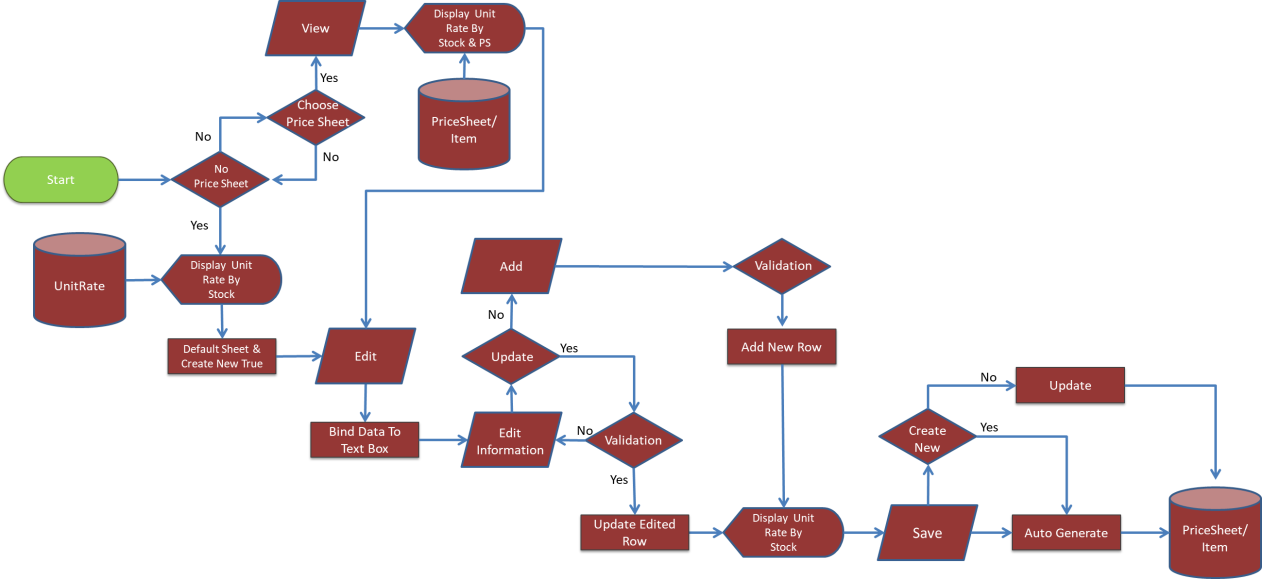 View
Display Unit
Rate By
Stock & PS
Yes
Choose
Price Sheet
PriceSheet/
Item
No
No
No
Price Sheet
Start
Yes
UnitRate
Display Unit
Rate By
Stock
Default Sheet &
Create New True
Edit
Bind Data To
Text Box
Add
Validation
No
Update
Yes
Add New Row
Edit
Information
No
Validation
Yes
Update Edited
Row
Display Unit
Rate By
Stock
No
Update
Create
New
Yes
Save
Auto Generate
PriceSheet/
Item